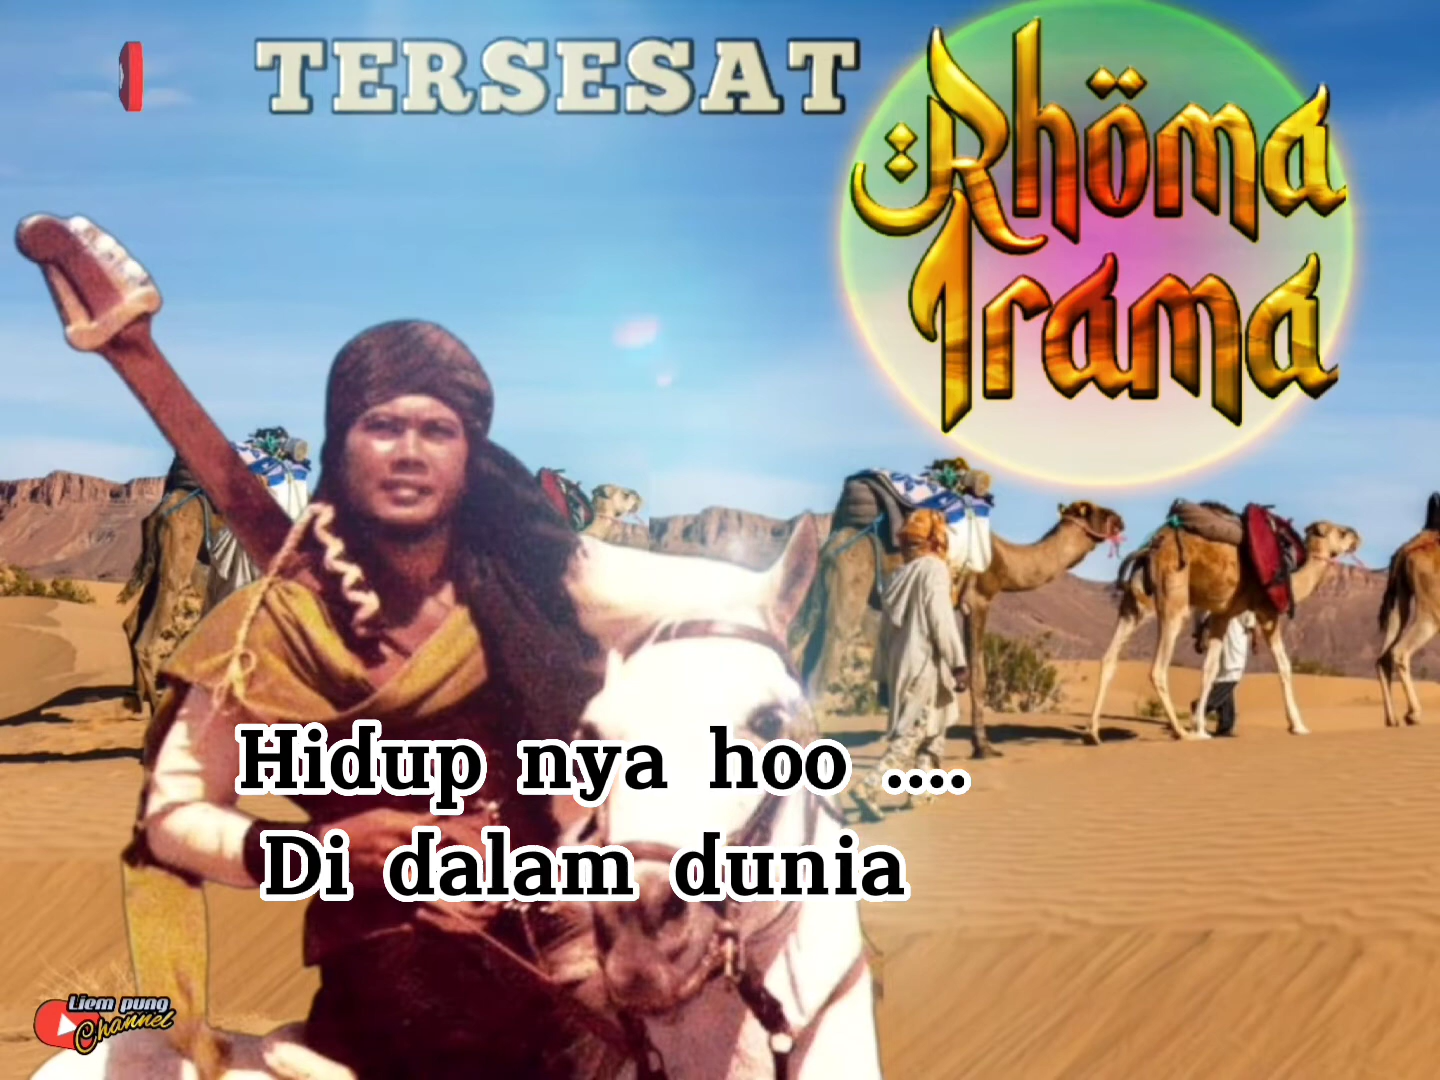 TERSESAT
Rhöma
Irama
Hidup nya hoo ....
Di dalam dunia
Liem pung
Channel